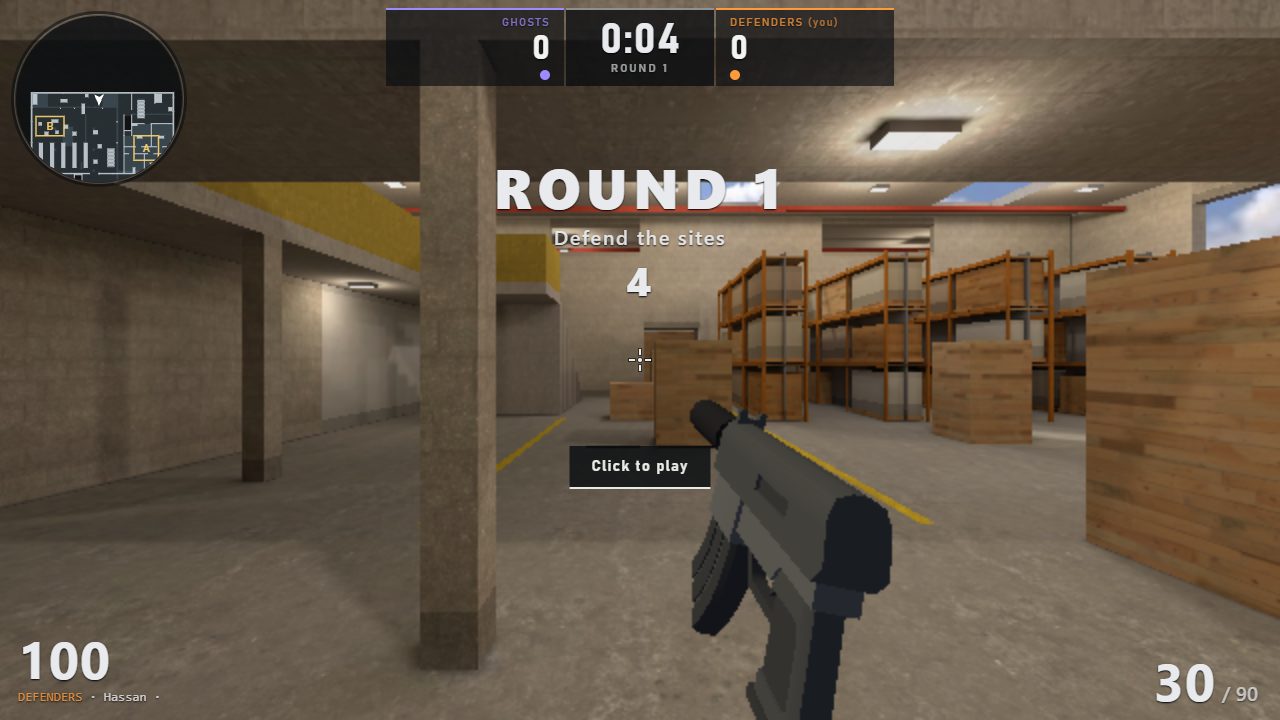 GHOSTS
0
0:04
ROUND 1
DEFENDERS (you)
0
B
A
ROUND 1
Defend the sites
4
Click to play
100
DEFENDERS · Hassan ·
30 / 90